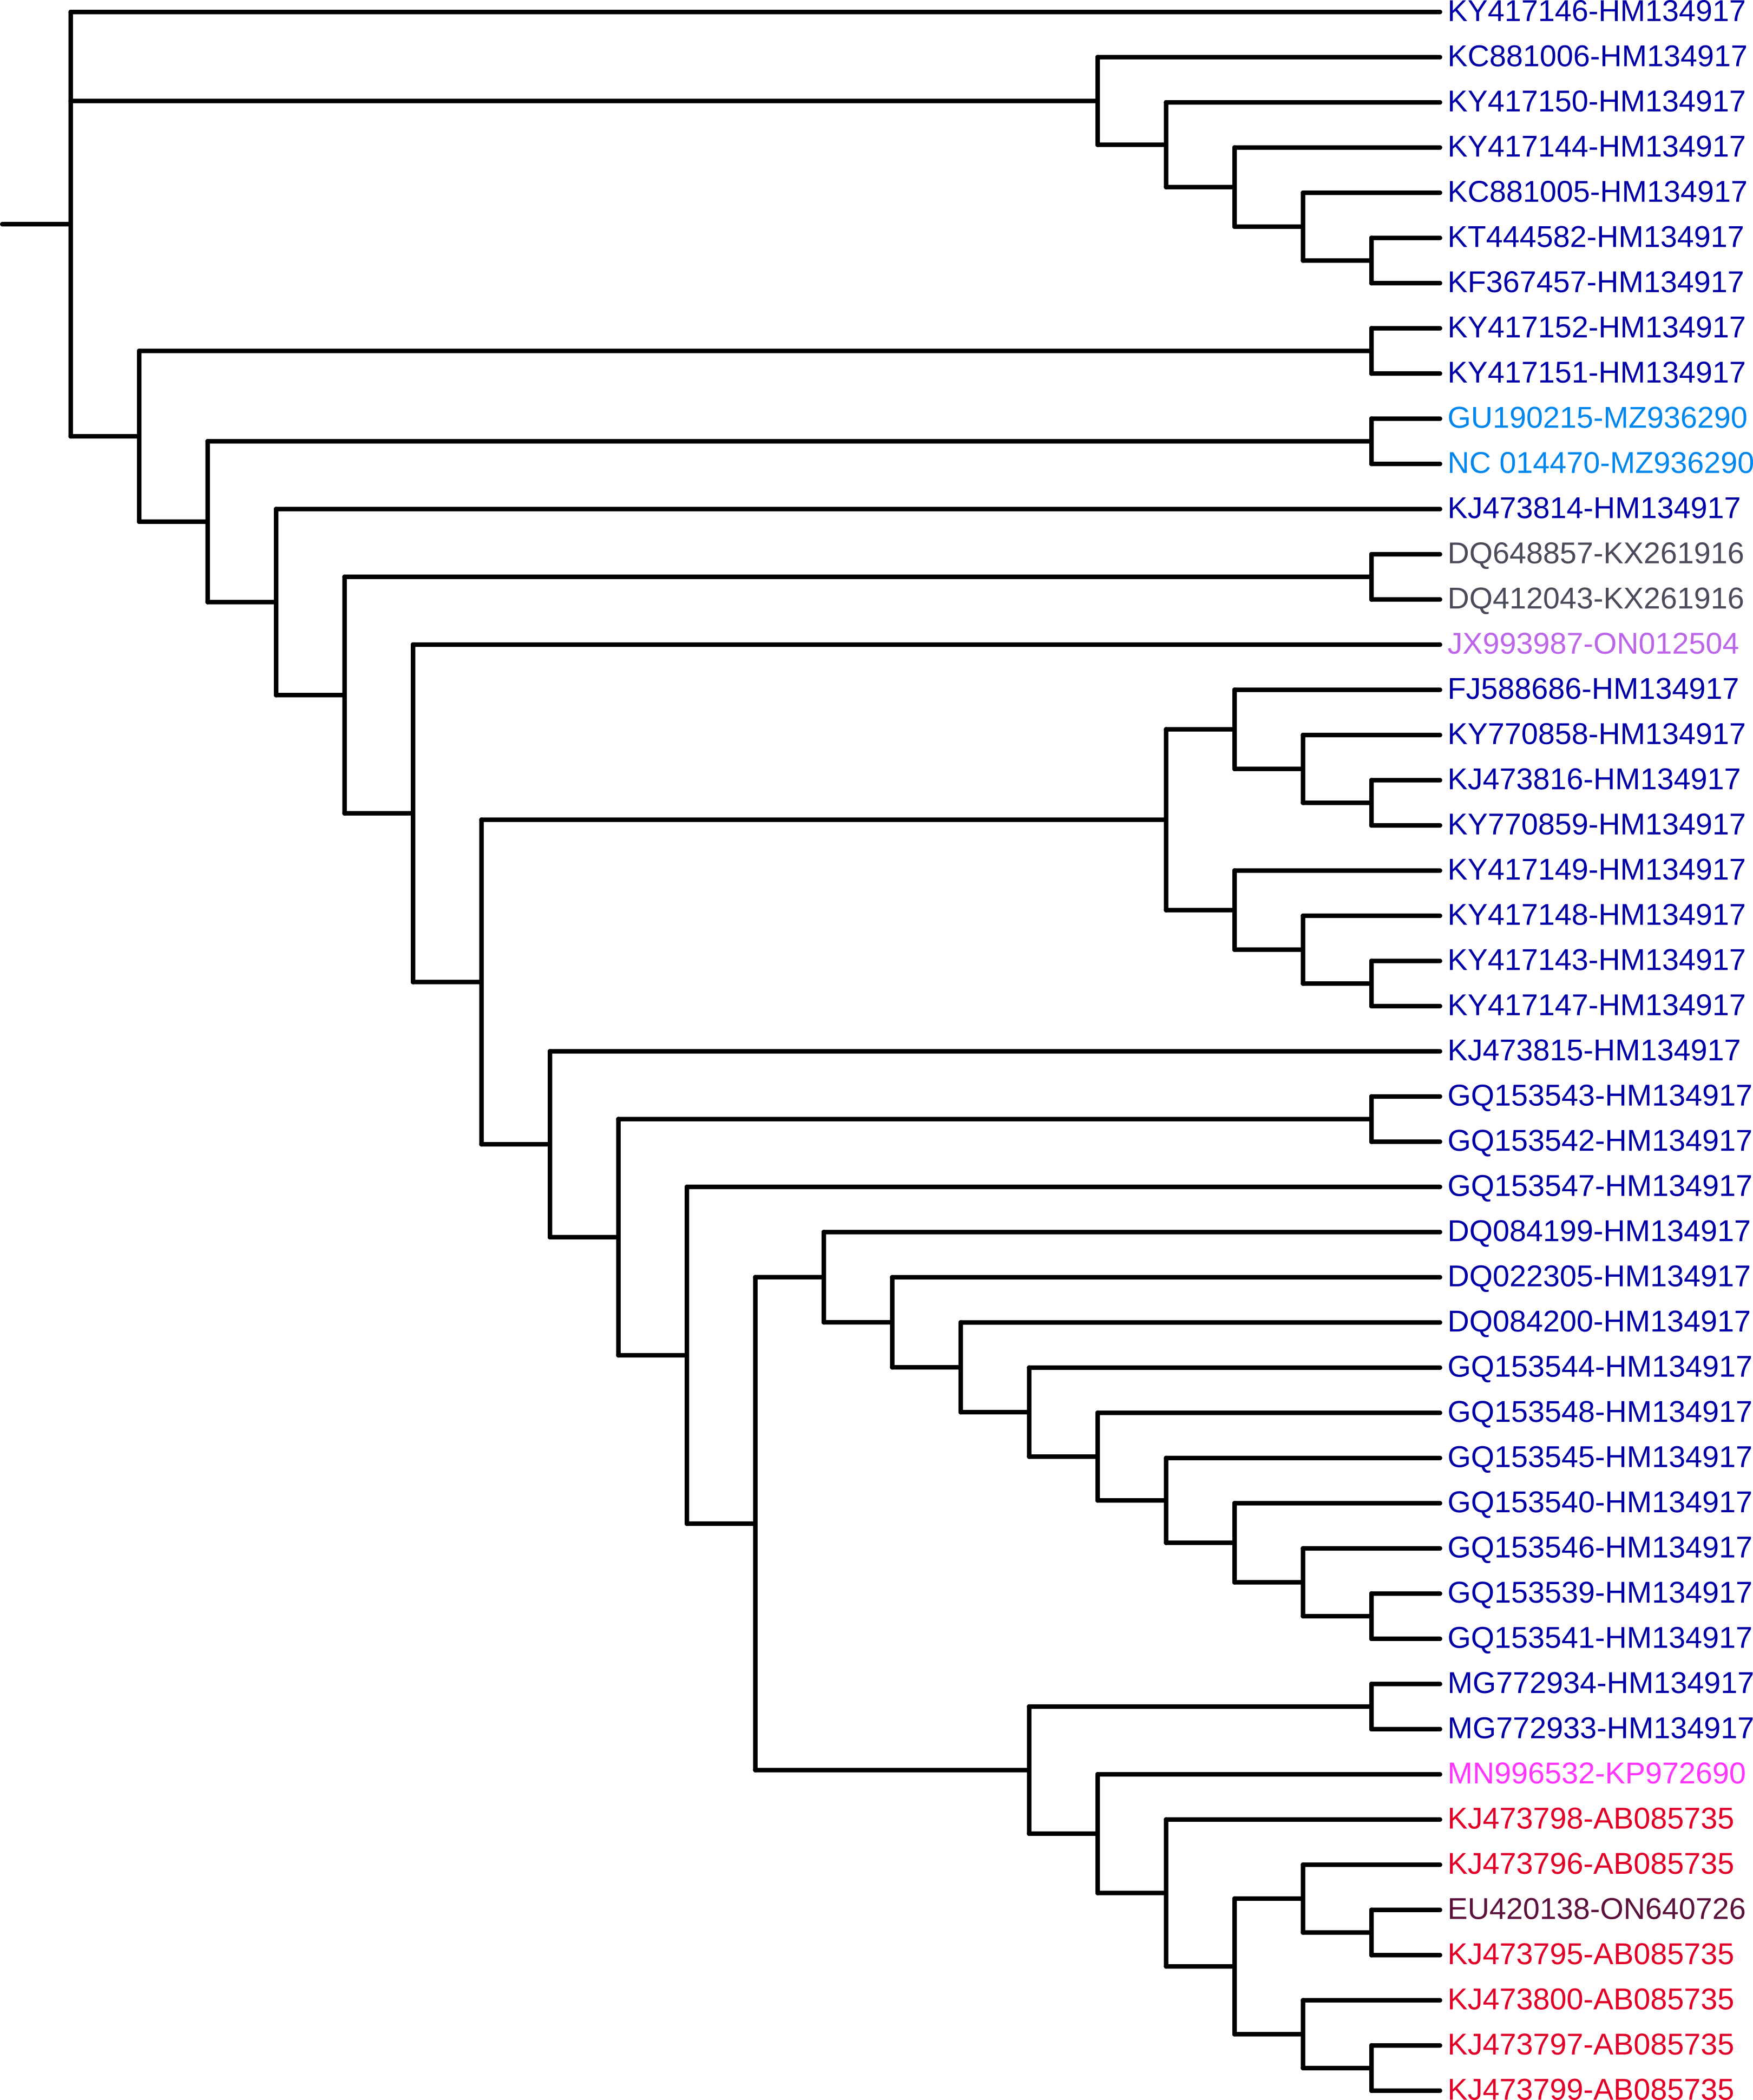 KY417146-HM134917
KC881006-HM134917
KY417150-HM134917
KY417144-HM134917
KC881005-HM134917
KT444582-HM134917
KF367457-HM134917
KY417152-HM134917
KY417151-HM134917
GU190215-MZ936290
NC 014470-MZ936290
KJ473814-HM134917
DQ648857-KX261916
DQ412043-KX261916
JX993987-ON012504
FJ588686-HM134917
KY770858-HM134917
KJ473816-HM134917
KY770859-HM134917
KY417149-HM134917
KY417148-HM134917
KY417143-HM134917
KY417147-HM134917
KJ473815-HM134917
GQ153543-HM134917
GQ153542-HM134917
GQ153547-HM134917
DQ084199-HM134917
DQ022305-HM134917
DQ084200-HM134917
GQ153544-HM134917
GQ153548-HM134917
GQ153545-HM134917
GQ153540-HM134917
GQ153546-HM134917
GQ153539-HM134917
GQ153541-HM134917
MG772934-HM134917
MG772933-HM134917
MN996532-KP972690
KJ473798-AB085735
KJ473796-AB085735
EU420138-ON640726
KJ473795-AB085735
KJ473800-AB085735
KJ473797-AB085735
KJ473799-AB085735